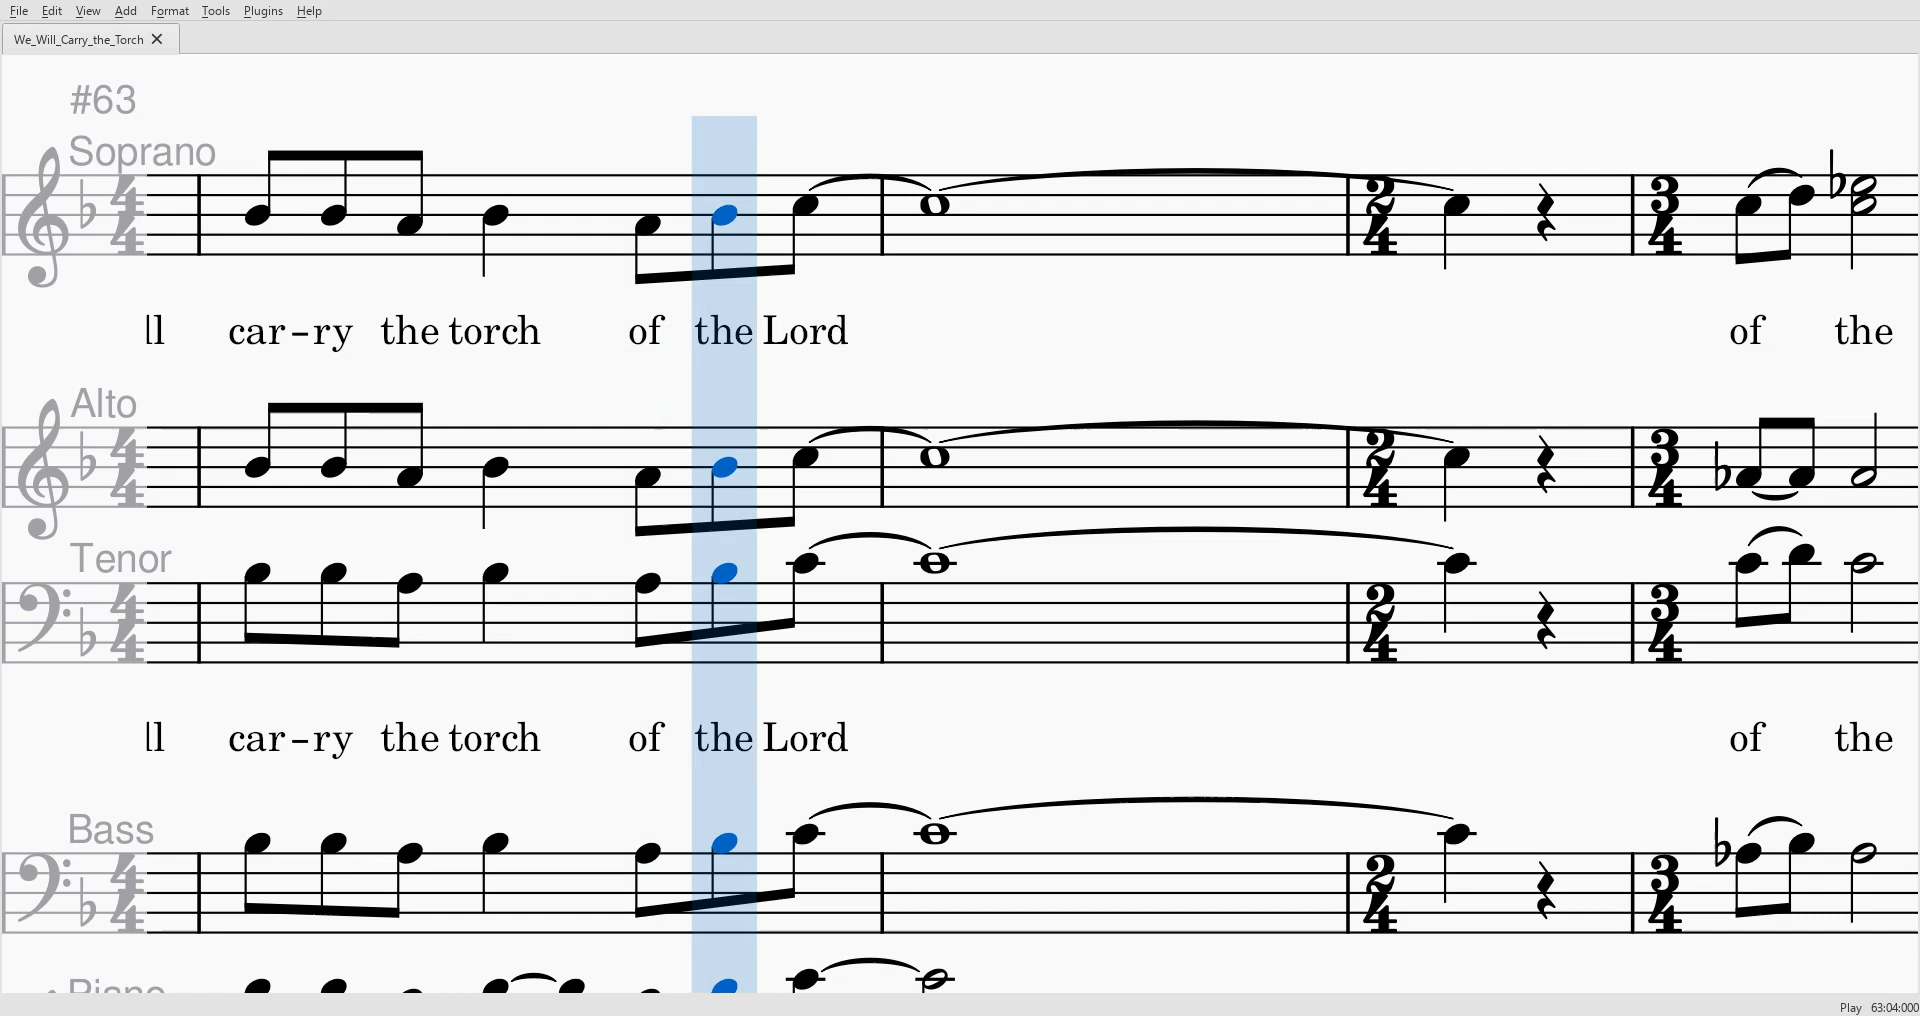 File Edit View Add Format Tools Plugins Help
We_Will_Carry_the_Torch
#63
Soprano
ll car-ry the torch of the Lord of the
Alto
Tenor
ll car-ry the torch of the Lord of the
Bass
Piano
Play 63:04:000